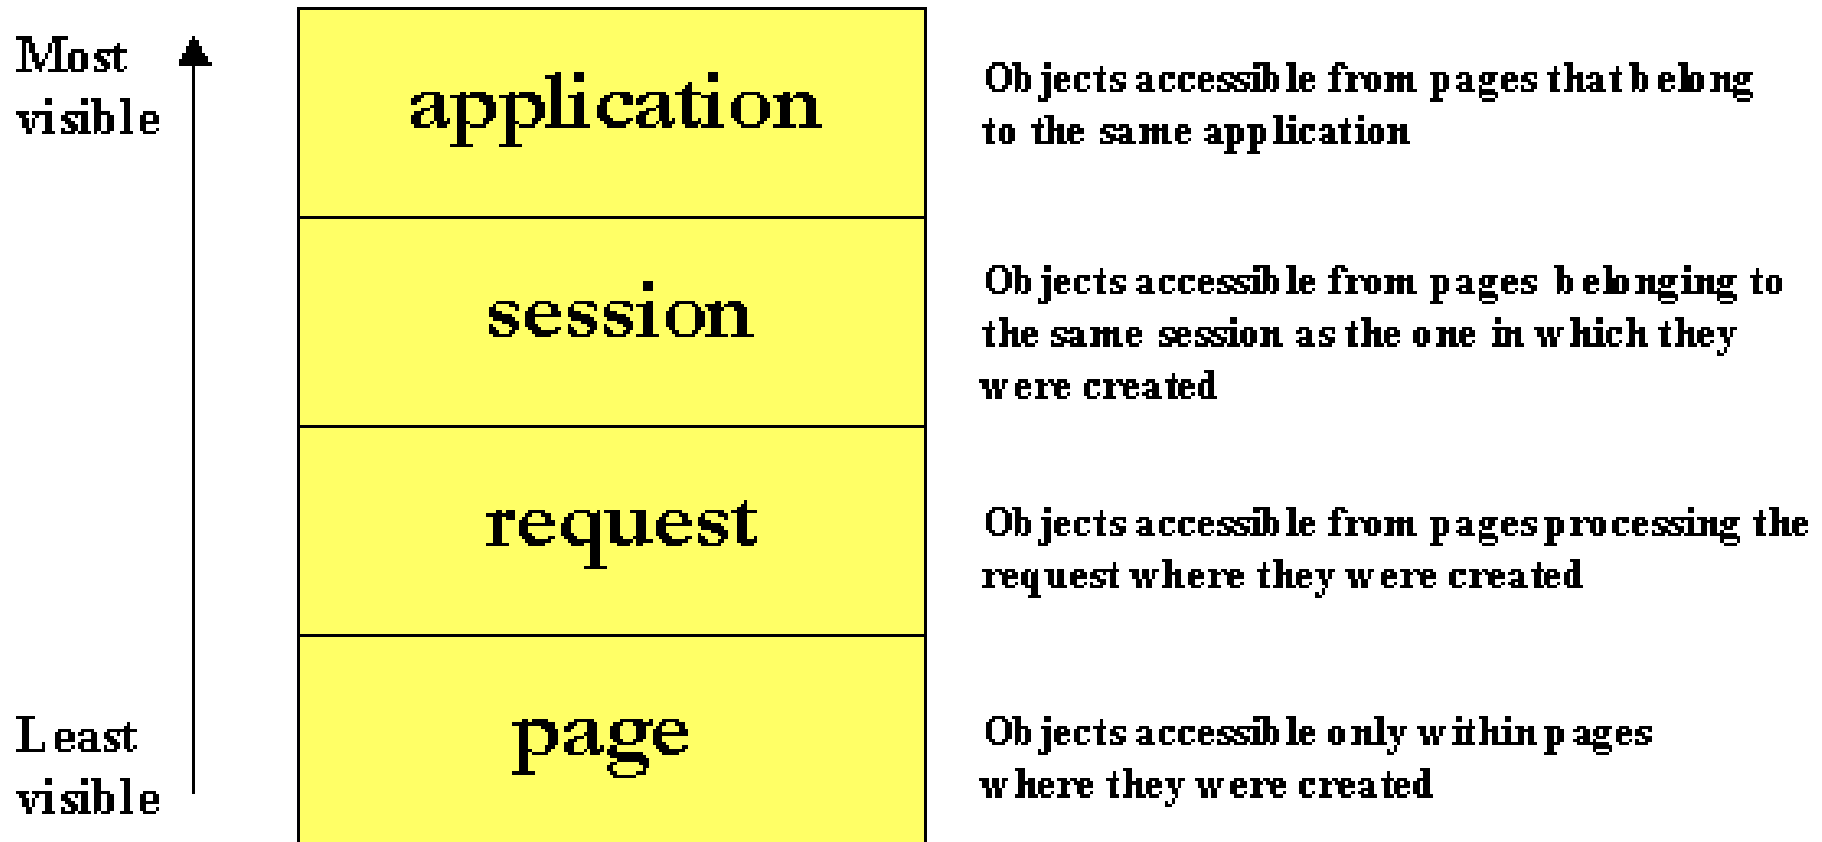 Most
visible
application
Objects accessible from pages that belong
to the same application
session
Objects accessible from pages belonging to
the same session as the one in which they
were created
request
Objects accessible from pages processing the
request where they were created
Least
visible
page
Objects accessible only within pages
where they were created